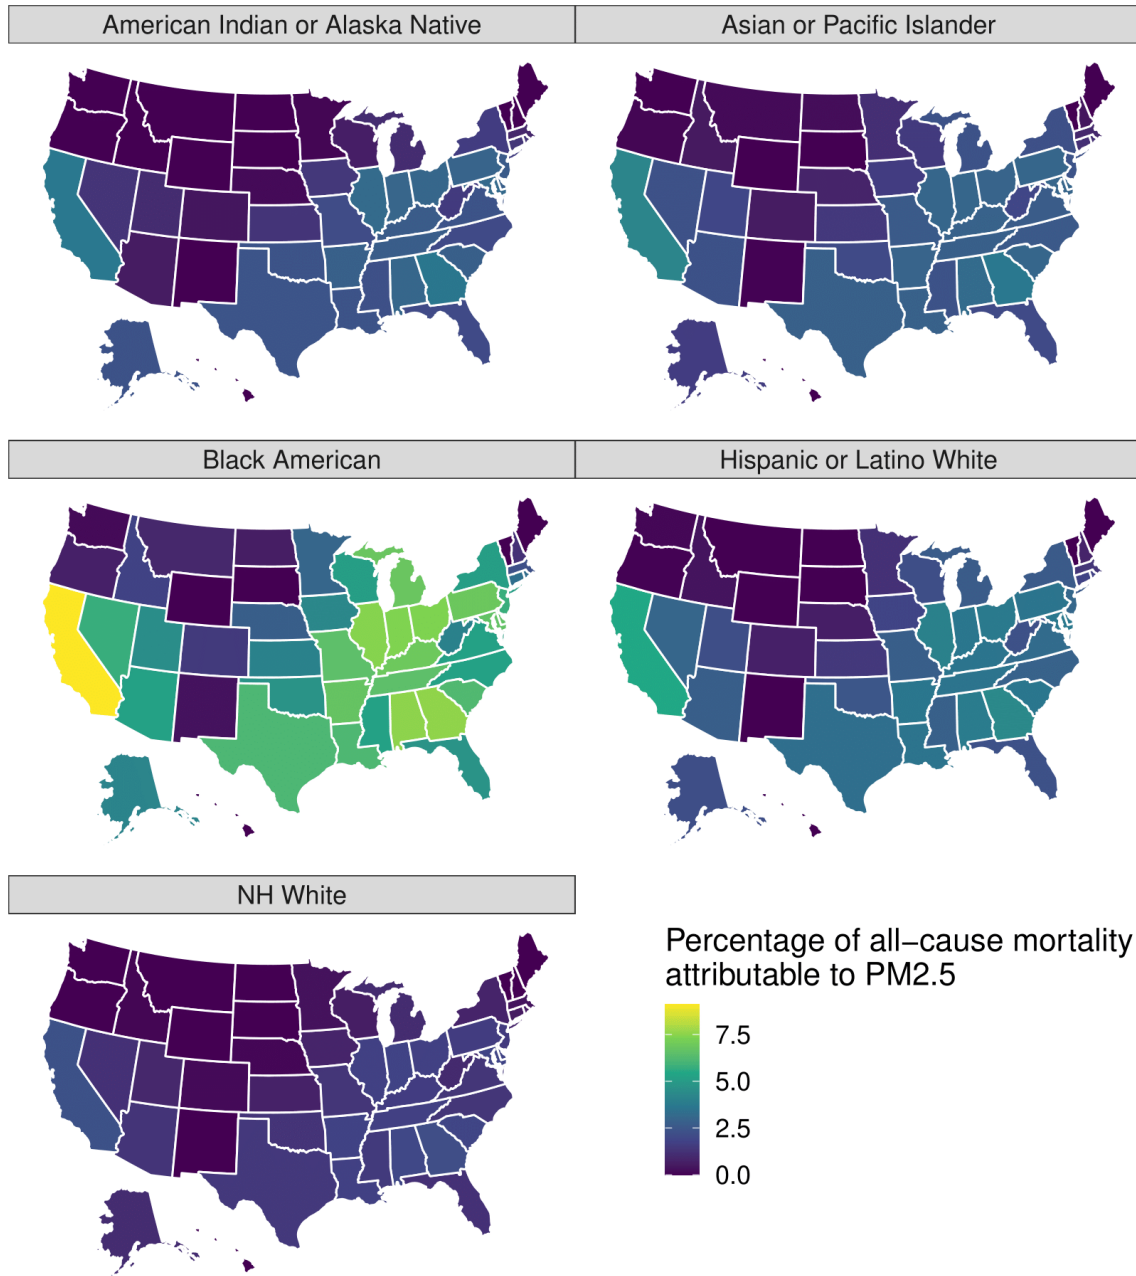 American Indian or Alaska Native
Asian or Pacific Islander
Black American
Hispanic or Latino White
NH White
Percentage of all−cause mortality
attributable to PM2.5
7.5
5.0
2.5
0.0